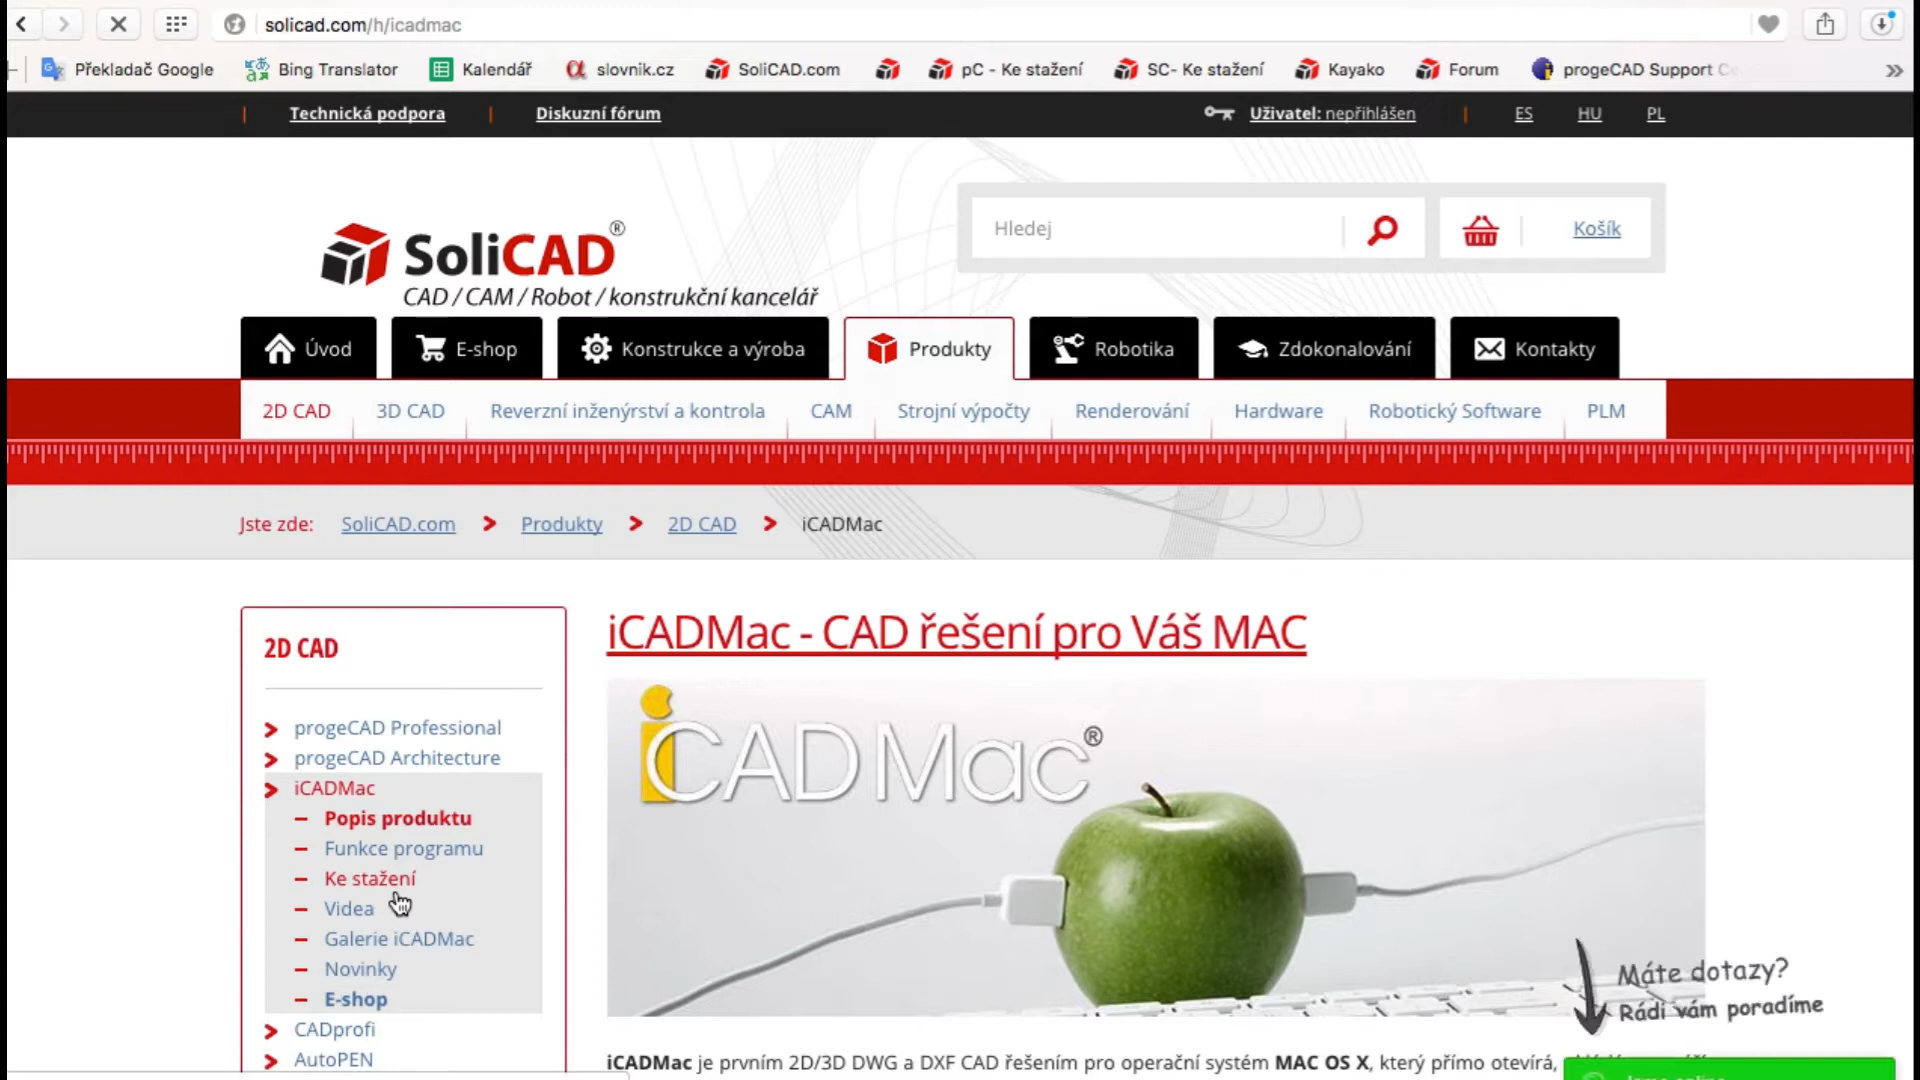 solicad.com/h/icadmac
Překladač Google
Bing Translator
Kalendář
slovnik.cz
SoliCAD.com
pC - Ke stažení
SC- Ke stažení
Kayako
Forum
progeCAD Support
Technická podpora
Diskuzní fórum
Uživatel: nepřihlášen
ES
HU
PL
SoliCAD®
CAD / CAM / Robot / konstrukční kancelář
Hledej
Košík
Úvod
E-shop
Konstrukce a výroba
Produkty
Robotika
Zdokonalování
Kontakty
2D CAD
3D CAD
Reverzní inženýrství a kontrola
CAM
Strojní výpočty
Renderování
Hardware
Robotický Software
PLM
Jste zde: SoliCAD.com > Produkty > 2D CAD > iCADMac
2D CAD
progeCAD Professional
progeCAD Architecture
iCADMac
Popis produktu
Funkce programu
Ke stažení
Videa
Galerie iCADMac
Novinky
E-shop
CADprofi
AutoPEN
iCADMac - CAD řešení pro Váš MAC
iCADMac®
Máte dotazy?
Rádi vám poradíme
iCADMac je prvním 2D/3D DWG a DXF CAD řešením pro operační systém MAC OS X, který přímo otevírá,